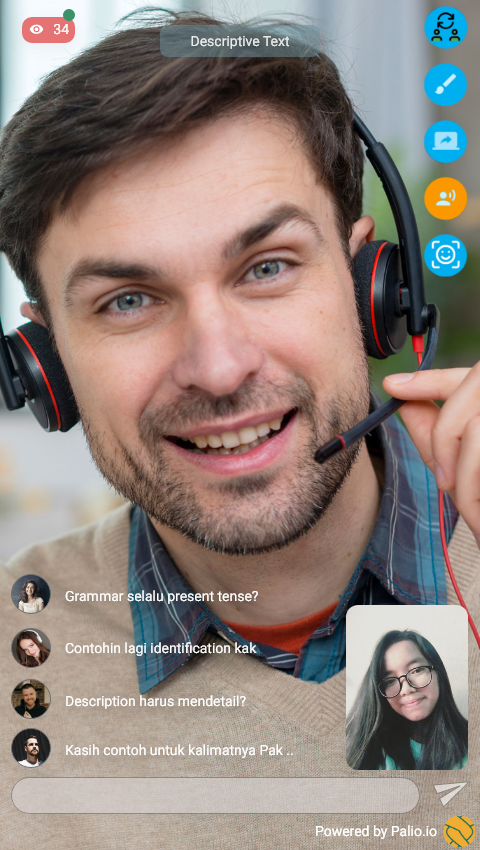 34
Descriptive Text
Grammar selalu present tense?
Contohin lagi identification kak
Description harus mendetail?
Kasih contoh untuk kalimatnya Pak ..
Powered by Palio.io